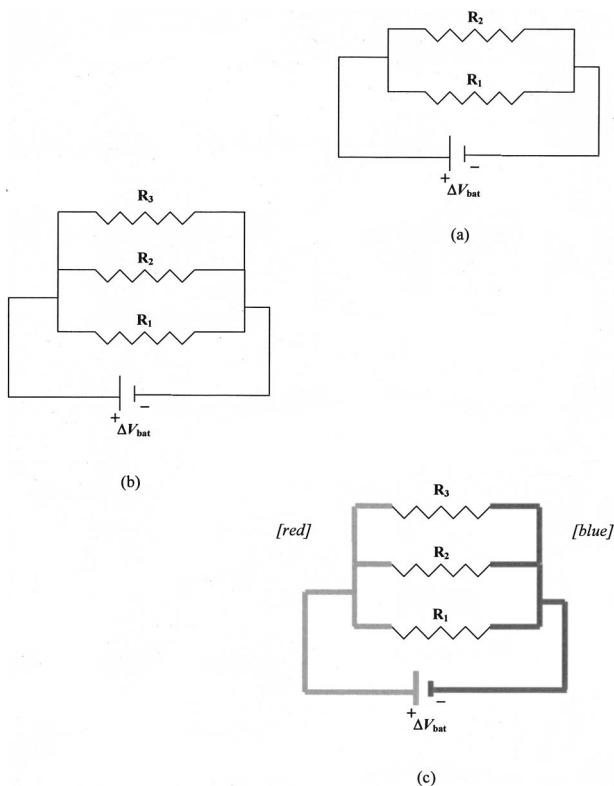 R2
R1
+ −
ΔVbat
(a)
R3
R2
R1
+ −
ΔVbat
(b)
[red] [blue]
R3
R2
R1
+ −
ΔVbat
(c)